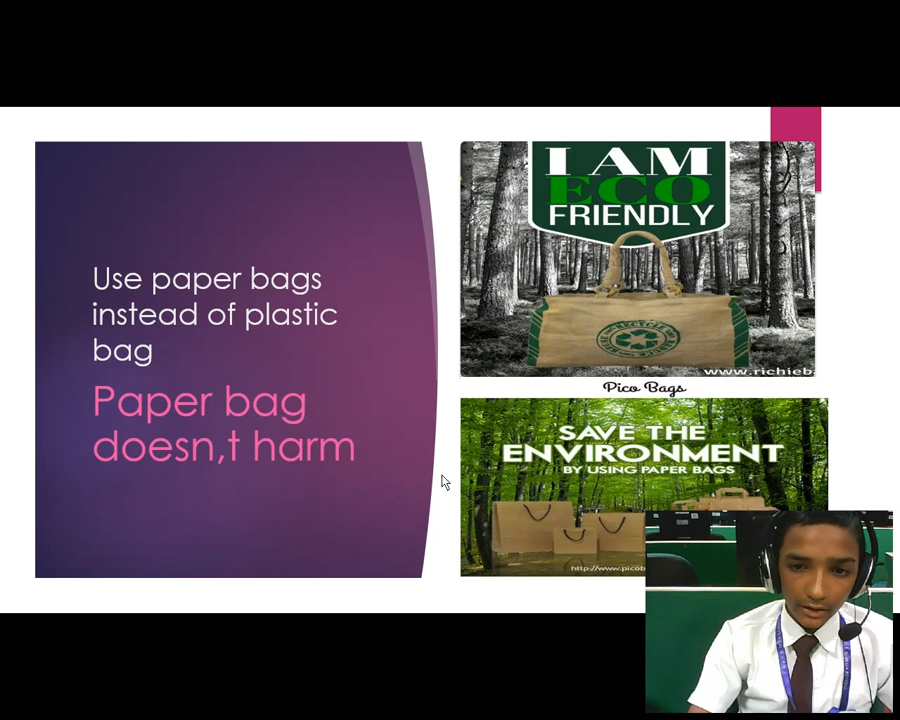 Use paper bags
instead of plastic
bag
Paper bag
doesn,t harm
I AM
ECO
FRIENDLY
RECYCLE
www.richieb
Pico Bags
SAVE THE
ENVIRONMENT
BY USING PAPER BAGS
http://www.picob